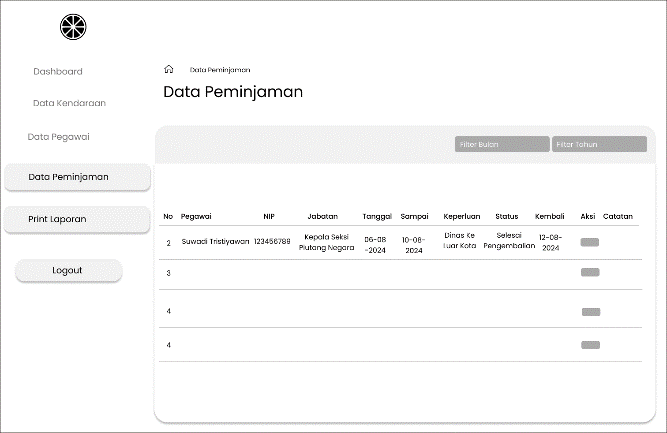 Dashboard
Data Kendaraan
Data Pegawai
Data Peminjaman
Print Laporan
Logout
Data Peminjaman
Data Peminjaman
Filter Bulan Filter Tahun
No Pegawai NIP Jabatan Tanggal Sampai Keperluan Status Kembali Aksi Catatan
2 Suwadi Tristiyawan 123456788 Kepala Seksi Piutang Negara 06-08-2024 10-08-2024 Dinas Ke Luar Kota Selesai Pengembalian 12-08-2024
3
4
4